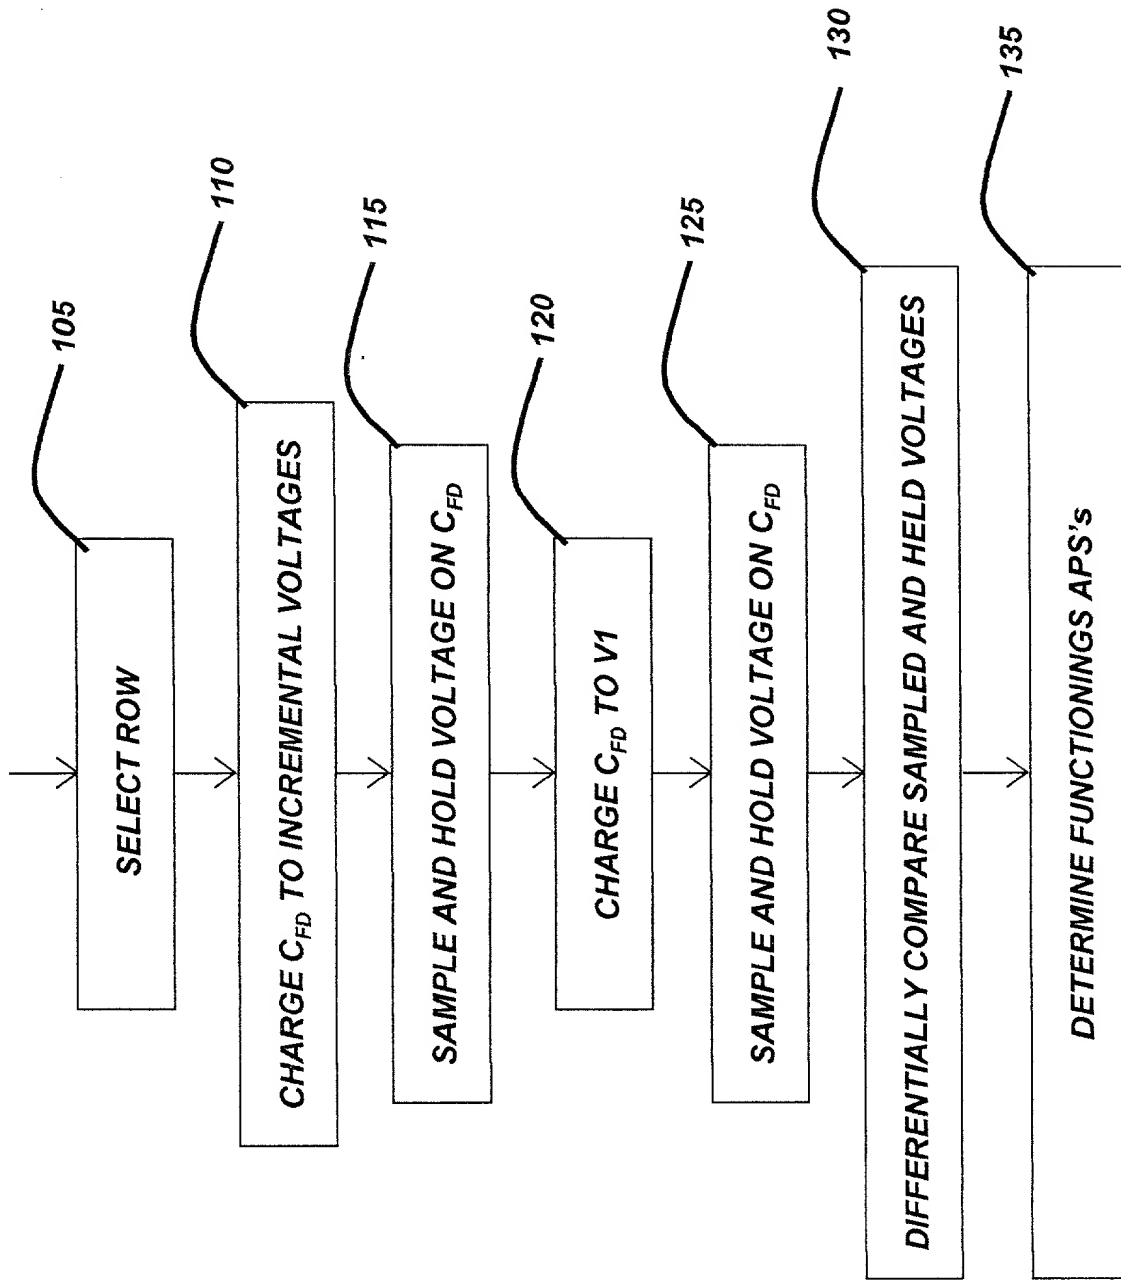 105
SELECT ROW
110
CHARGE C_FD TO INCREMENTAL VOLTAGES
115
SAMPLE AND HOLD VOLTAGE ON C_FD
120
CHARGE C_FD TO V1
125
SAMPLE AND HOLD VOLTAGE ON C_FD
130
DIFFERENTIALLY COMPARE SAMPLED AND HELD VOLTAGES
135
DETERMINE FUNCTIONINGS APS's